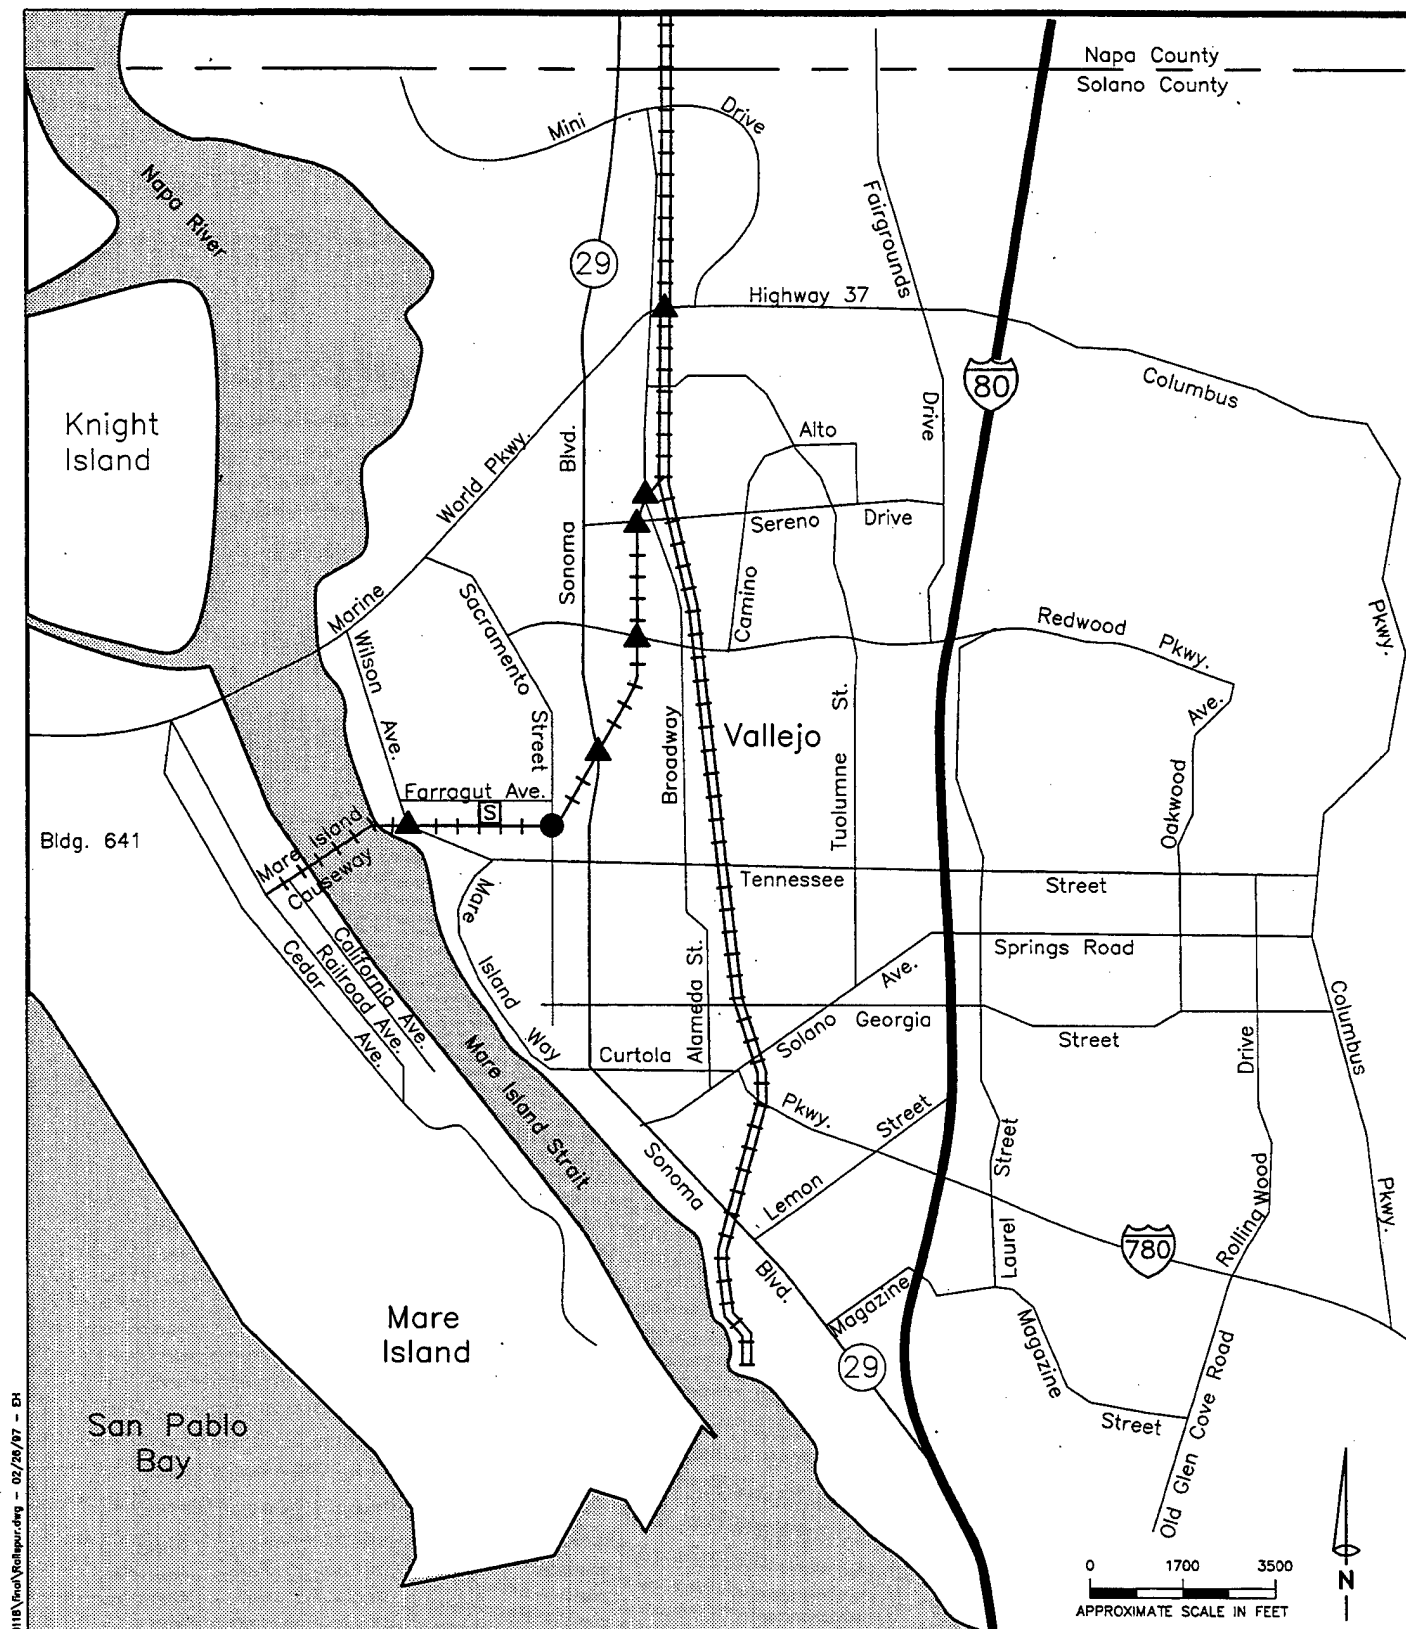 Napa County
Solano County
Mini Drive
Napa River
29
Fairgrounds Drive
Highway 37
80
Columbus Pkwy.
Knight
Island
Alto
World Pkwy.
Sonoma Blvd.
Sereno Drive
Camino
Marine
Sacramento Street
Wilson Ave.
Redwood Pkwy.
Oakwood Ave.
Vallejo
Tuolumne St.
Broadway
Farragut Ave.
S
Bldg. 641
Mare Island
Causeway
Tennessee Street
Mare Island Way
Springs Road
California Ave.
Railroad Ave.
Cedar Ave.
Alameda St.
Solano Ave.
Georgia Street
Columbus Pkwy.
Curtola Pkwy.
Mare Island Strait
Lemon Street
Laurel Street
Rolling Wood Drive
Sonoma Blvd.
780
Magazine
Magazine Street
29
Mare
Island
San Pablo
Bay
Old Glen Cove Road
0 1700 3500
APPROXIMATE SCALE IN FEET
N
02/26/97 - EH